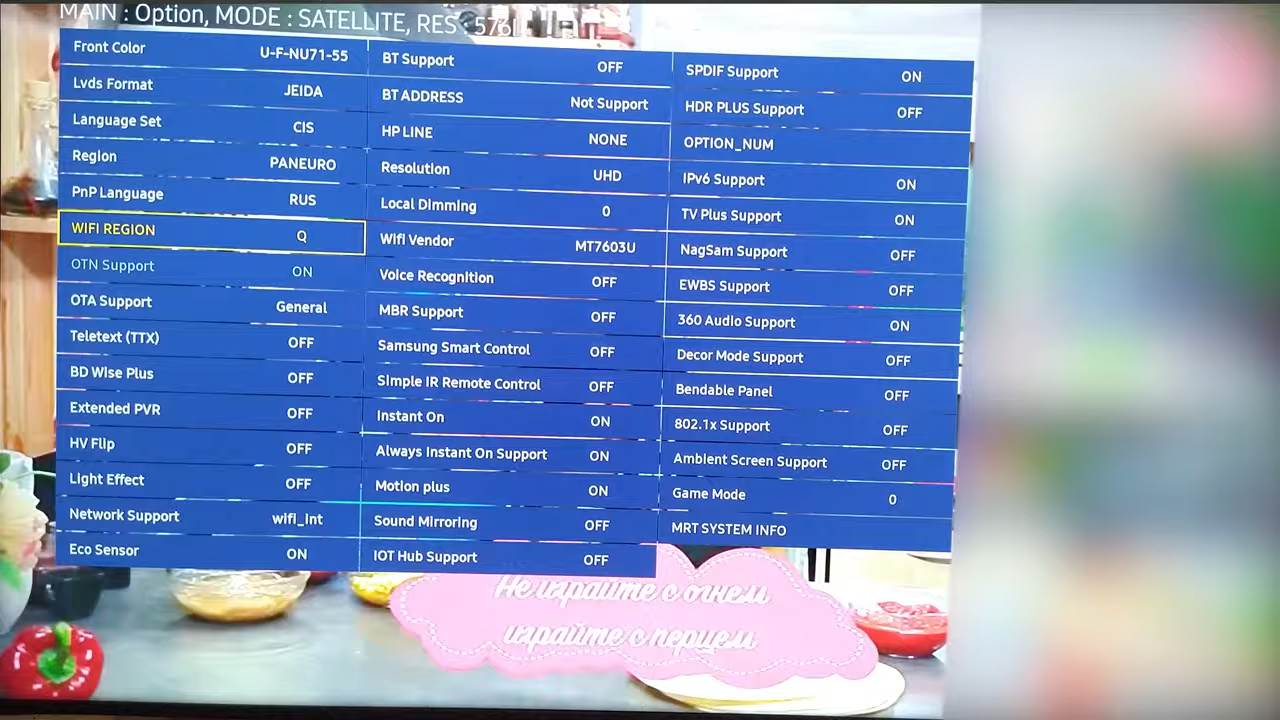 MAIN : Option, MODE : SATELLITE, RES : 576i
Front Color U-F-NU71-55
Lvds Format JEIDA
Language Set CIS
Region PANEURO
PnP Language RUS
WIFI REGION Q
OTN Support ON
OTA Support General
Teletext (TTX) OFF
BD Wise Plus OFF
Extended PVR OFF
HV Flip OFF
Light Effect OFF
Network Support wifi_int
Eco Sensor ON
BT Support OFF
BT ADDRESS Not Support
HP LINE NONE
Resolution UHD
Local Dimming 0
Wifi Vendor MT7603U
Voice Recognition OFF
MBR Support OFF
Samsung Smart Control OFF
Simple IR Remote Control OFF
Instant On ON
Always Instant On Support ON
Motion plus ON
Sound Mirroring OFF
IOT Hub Support OFF
SPDIF Support ON
HDR PLUS Support OFF
OPTION_NUM
IPv6 Support ON
TV Plus Support ON
NagSam Support OFF
EWBS Support OFF
360 Audio Support ON
Decor Mode Support OFF
Bendable Panel OFF
802.1x Support OFF
Ambient Screen Support OFF
Game Mode 0
MRT SYSTEM INFO
Не играйте с огнем
играйте с перцем